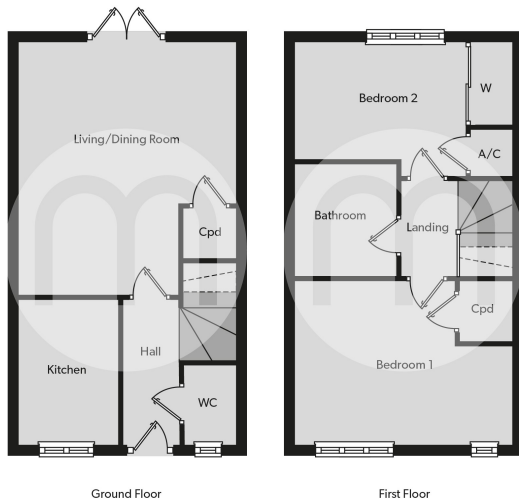 Living/Dining Room
Cpd
Hall
Kitchen
WC
Ground Floor
Bedroom 2
W
A/C
Bathroom
Landing
Cpd
Bedroom 1
First Floor